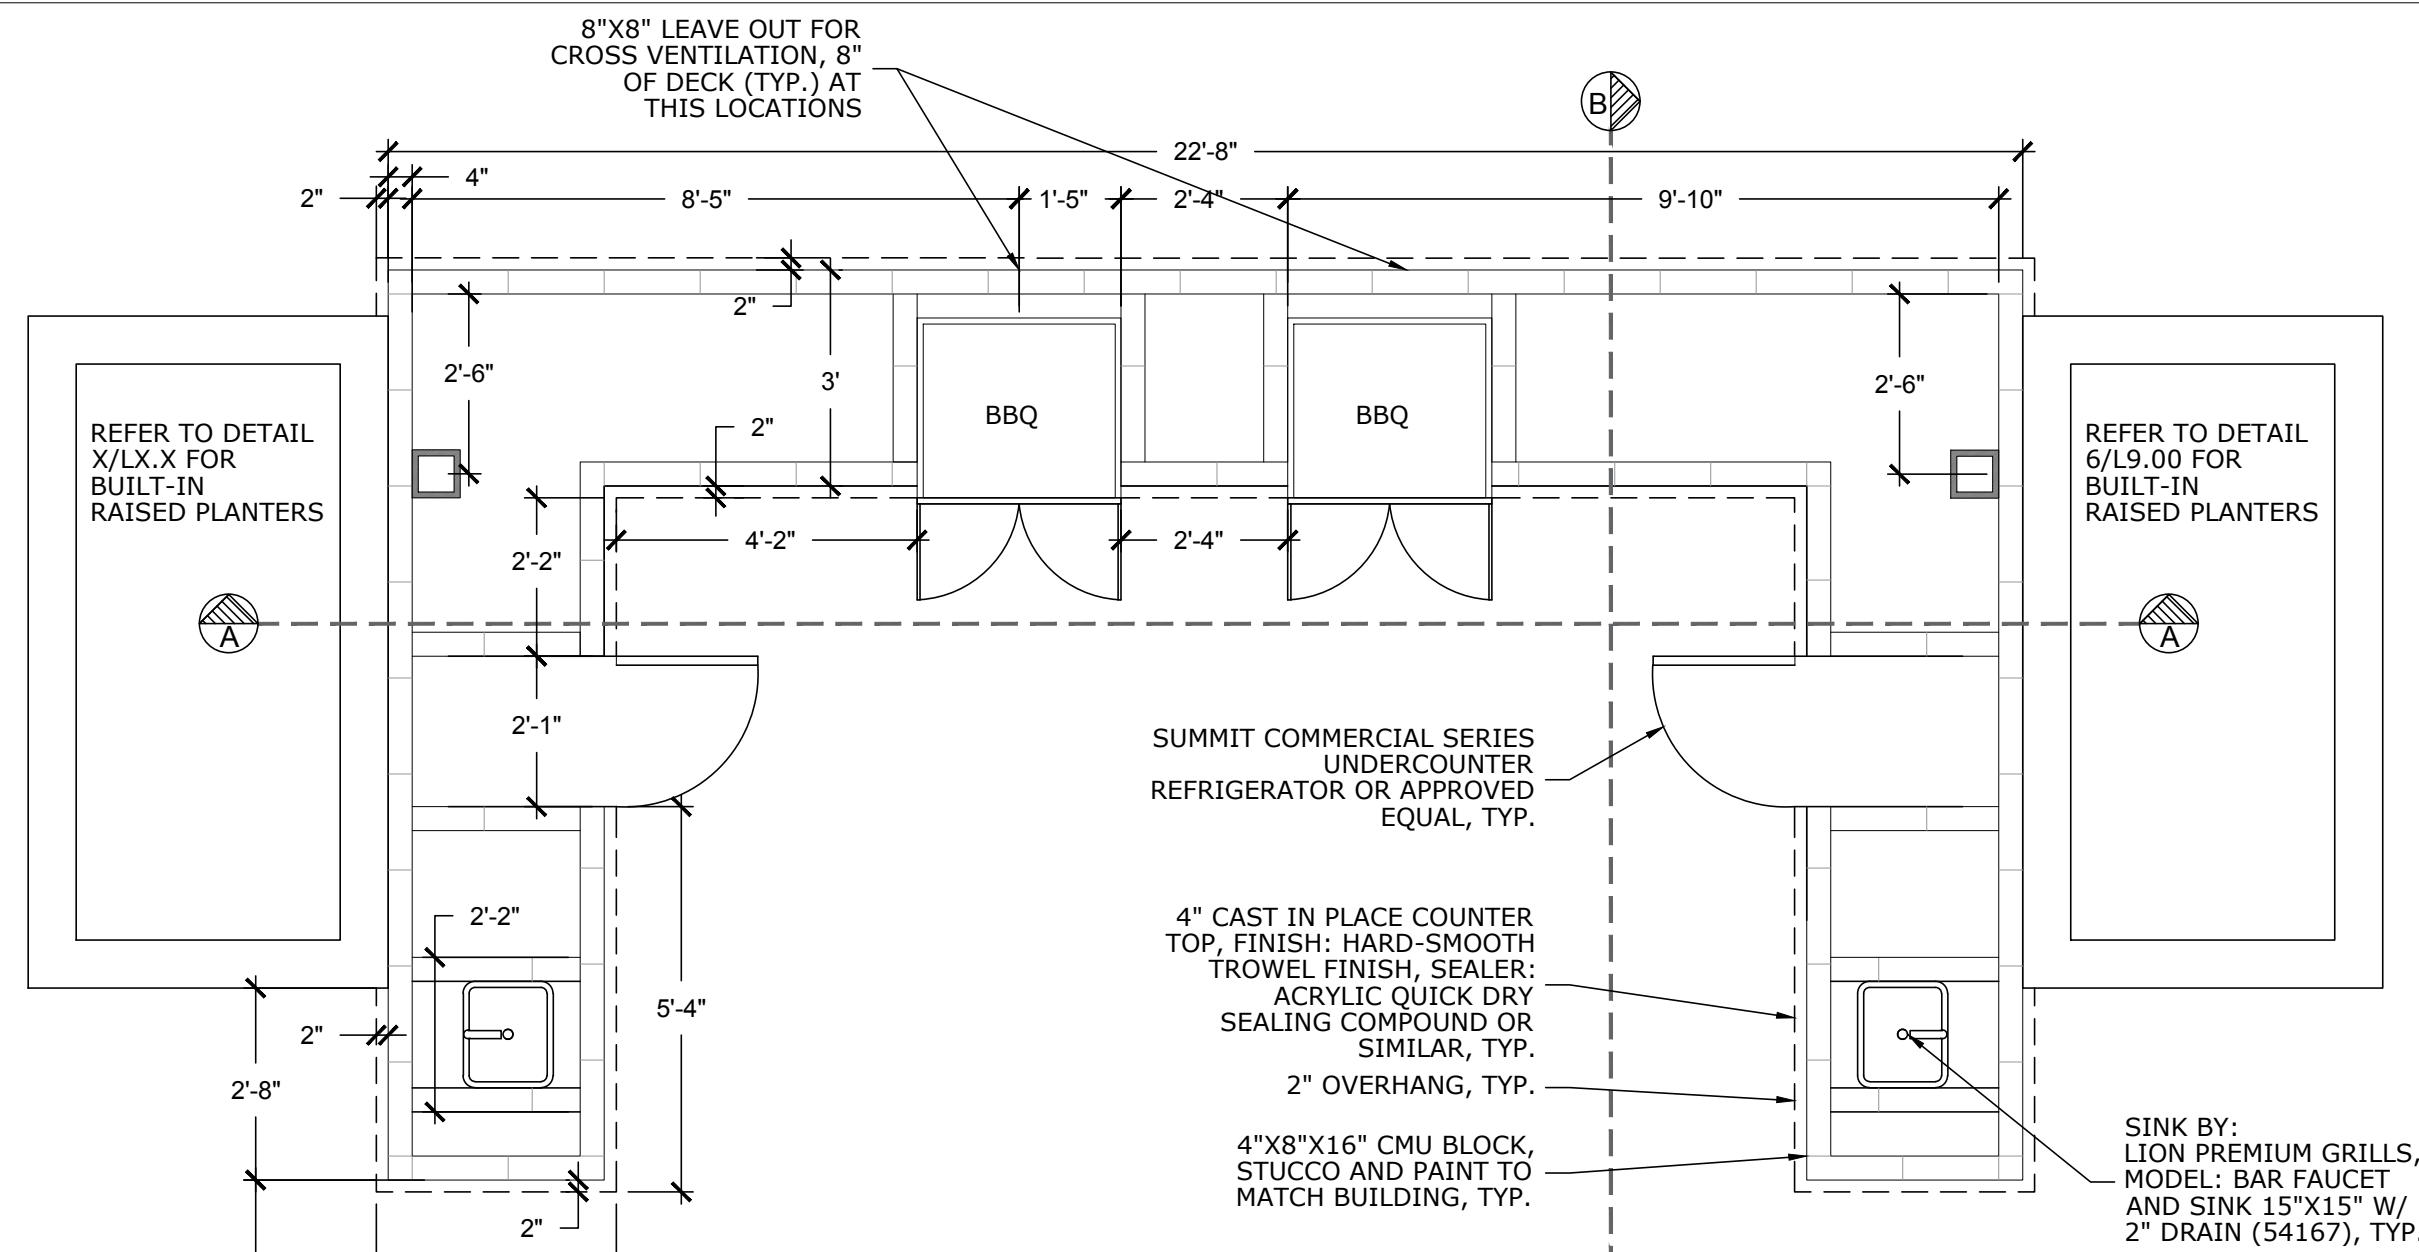 8"X8" LEAVE OUT FOR
CROSS VENTILATION, 8"
OF DECK (TYP.) AT
THIS LOCATIONS
B
22'-8"
4"
2"
8'-5"
1'-5"
2'-4"
9'-10"
2"
2'-6"
3'
2'-6"
BBQ
BBQ
2"
REFER TO DETAIL
X/LX.X FOR
BUILT-IN
RAISED PLANTERS
REFER TO DETAIL
6/L9.00 FOR
BUILT-IN
RAISED PLANTERS
4'-2"
2'-4"
2'-2"
A
A
2'-1"
SUMMIT COMMERCIAL SERIES
UNDERCOUNTER
REFRIGERATOR OR APPROVED
EQUAL, TYP.
2'-2"
4" CAST IN PLACE COUNTER
TOP, FINISH: HARD-SMOOTH
TROWEL FINISH, SEALER:
ACRYLIC QUICK DRY
SEALING COMPOUND OR
SIMILAR, TYP.
5'-4"
2"
2'-8"
2" OVERHANG, TYP.
4"X8"X16" CMU BLOCK,
STUCCO AND PAINT TO
MATCH BUILDING, TYP.
SINK BY:
LION PREMIUM GRILLS,
MODEL: BAR FAUCET
AND SINK 15"X15" W/
2" DRAIN (54167), TYP.
2"